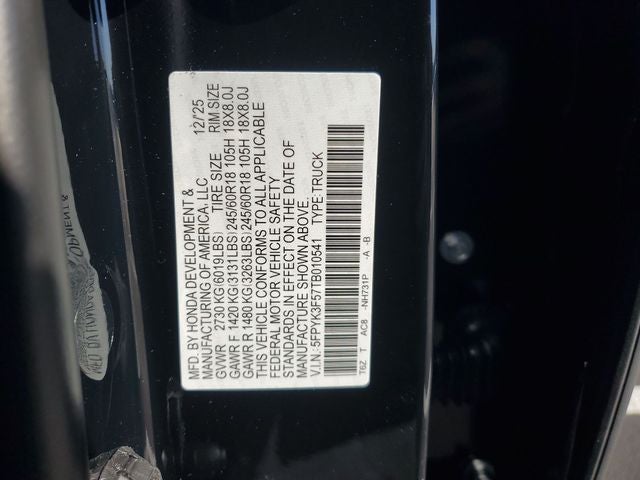 MFD. BY HONDA DEVELOPMENT &
MANUFACTURING OF AMERICA, LLC 12/'25
GVWR 2730 KG(6019LBS) TIRE SIZE RIM SIZE
GAWR F 1420 KG(3131LBS) 245/60R18 105H 18X8.0J
GAWR R 1480 KG(3263LBS) 245/60R18 105H 18X8.0J
THIS VEHICLE CONFORMS TO ALL APPLICABLE
FEDERAL MOTOR VEHICLE SAFETY
STANDARDS IN EFFECT ON THE DATE OF
MANUFACTURE SHOWN ABOVE.
V.I.N.: 5FPYK3F57TB010541 TYPE:TRUCK
T6Z T AC8 -NH731P -A -B